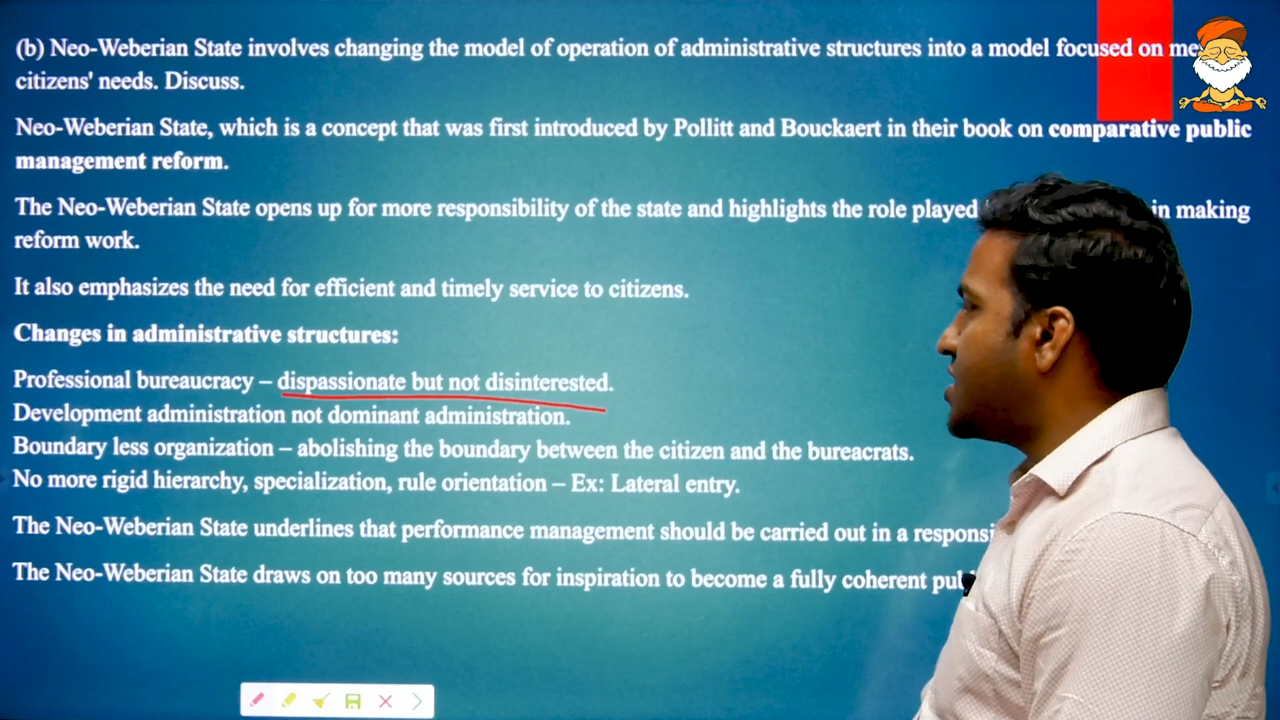 (b) Neo-Weberian State involves changing the model of operation of administrative structures into a model focused on
citizens' needs. Discuss.
Neo-Weberian State, which is a concept that was first introduced by Pollitt and Bouckaert in their book on comparative public
management reform.
The Neo-Weberian State opens up for more responsibility of the state and highlights the role played in making
reform work.
It also emphasizes the need for efficient and timely service to citizens.
Changes in administrative structures:
Professional bureaucracy – dispassionate but not disinterested.
Development administration not dominant administration.
Boundary less organization – abolishing the boundary between the citizen and the bureacrats.
No more rigid hierarchy, specialization, rule orientation – Ex: Lateral entry.
The Neo-Weberian State underlines that performance management should be carried out in a
The Neo-Weberian State draws on too many sources for inspiration to become a fully coherent